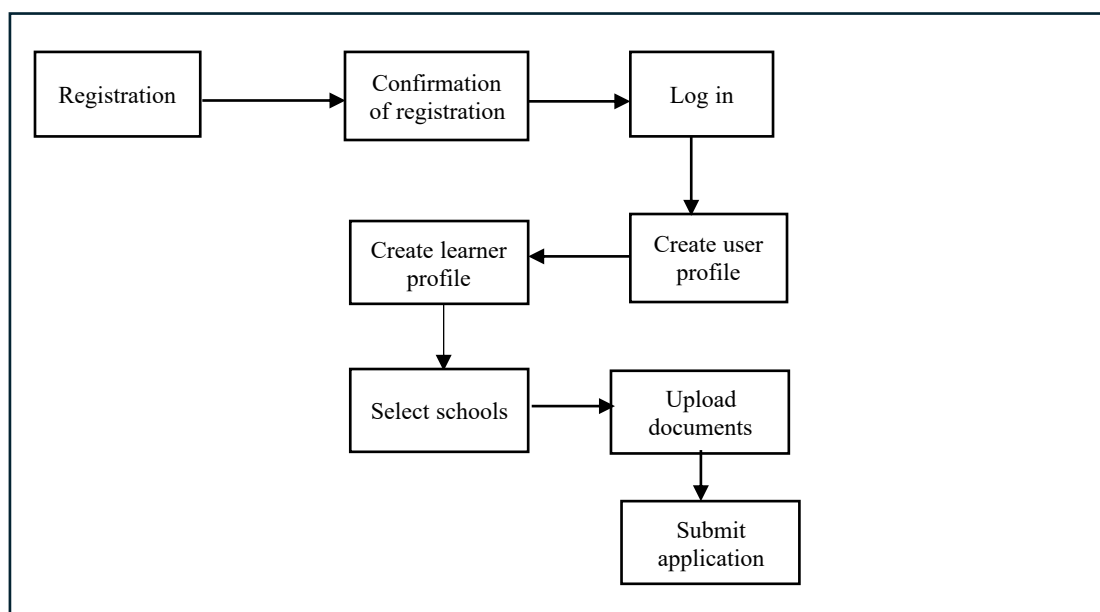 Registration
Confirmation
of registration
Log in
Create user
profile
Create learner
profile
Select schools
Upload
documents
Submit
application